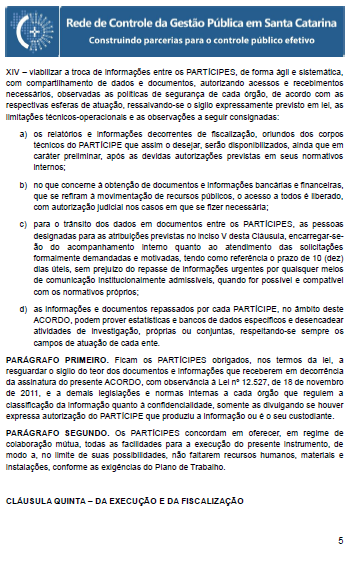 Rede de Controle da Gestão Pública em Santa Catarina
Construindo parcerias para o controle público efetivo
XIV – viabilizar a troca de informações entre os PARTÍCIPES, de forma ágil e sistemática,
com compartilhamento de dados e documentos, autorizando acessos e recebimentos
necessários, observadas as políticas de segurança de cada órgão, de acordo com as
respectivas esferas de atuação, ressalvando-se o sigilo expressamente previsto em lei, as
limitações técnicos-operacionais e as observações a seguir consignadas:
a) os relatórios e informações decorrentes de fiscalização, oriundos dos corpos
técnicos do PARTÍCIPE que assim o desejar, serão disponibilizados, ainda que em
caráter preliminar, após as devidas autorizações previstas em seus normativos
internos;
b) no que concerne à obtenção de documentos e informações bancárias e financeiras,
que se refiram à movimentação de recursos públicos, o acesso a todos é liberado,
com autorização judicial nos casos em que se fizer necessária;
c) para o trânsito dos dados em documentos entre os PARTÍCIPES, as pessoas
designadas para as atribuições previstas no inciso V desta Cláusula, encarregar-se-
ão do acompanhamento interno quanto ao atendimento das solicitações
formalmente demandadas e motivadas, tendo como referência o prazo de 10 (dez)
dias úteis, sem prejuízo do repasse de informações urgentes por quaisquer meios
de comunicação institucionalmente admissíveis, quando for possível e compatível
com os normativos próprios;
d) as informações e documentos repassados por cada PARTÍCIPE, no âmbito deste
ACORDO, podem prover estatísticas e bancos de dados específicos e desencadear
atividades de investigação, próprias ou conjuntas, respeitando-se sempre os
campos de atuação de cada ente.
PARÁGRAFO PRIMEIRO. Ficam os PARTÍCIPES obrigados, nos termos da lei, a
resguardar o sigilo do teor dos documentos e informações que receberem em decorrência
da assinatura do presente ACORDO, com observância à Lei nº 12.527, de 18 de novembro
de 2011, e a demais legislações e normas internas a cada órgão que regulem a
classificação da informação quanto à confidencialidade, somente as divulgando se houver
expressa autorização do PARTÍCIPE que produziu a informação ou é o seu custodiante.
PARÁGRAFO SEGUNDO. Os PARTÍCIPES concordam em oferecer, em regime de
colaboração mútua, todas as facilidades para a execução do presente instrumento, de
modo a, no limite de suas possibilidades, não faltarem recursos humanos, materiais e
instalações, conforme as exigências do Plano de Trabalho.
CLÁUSULA QUINTA – DA EXECUÇÃO E DA FISCALIZAÇÃO
5